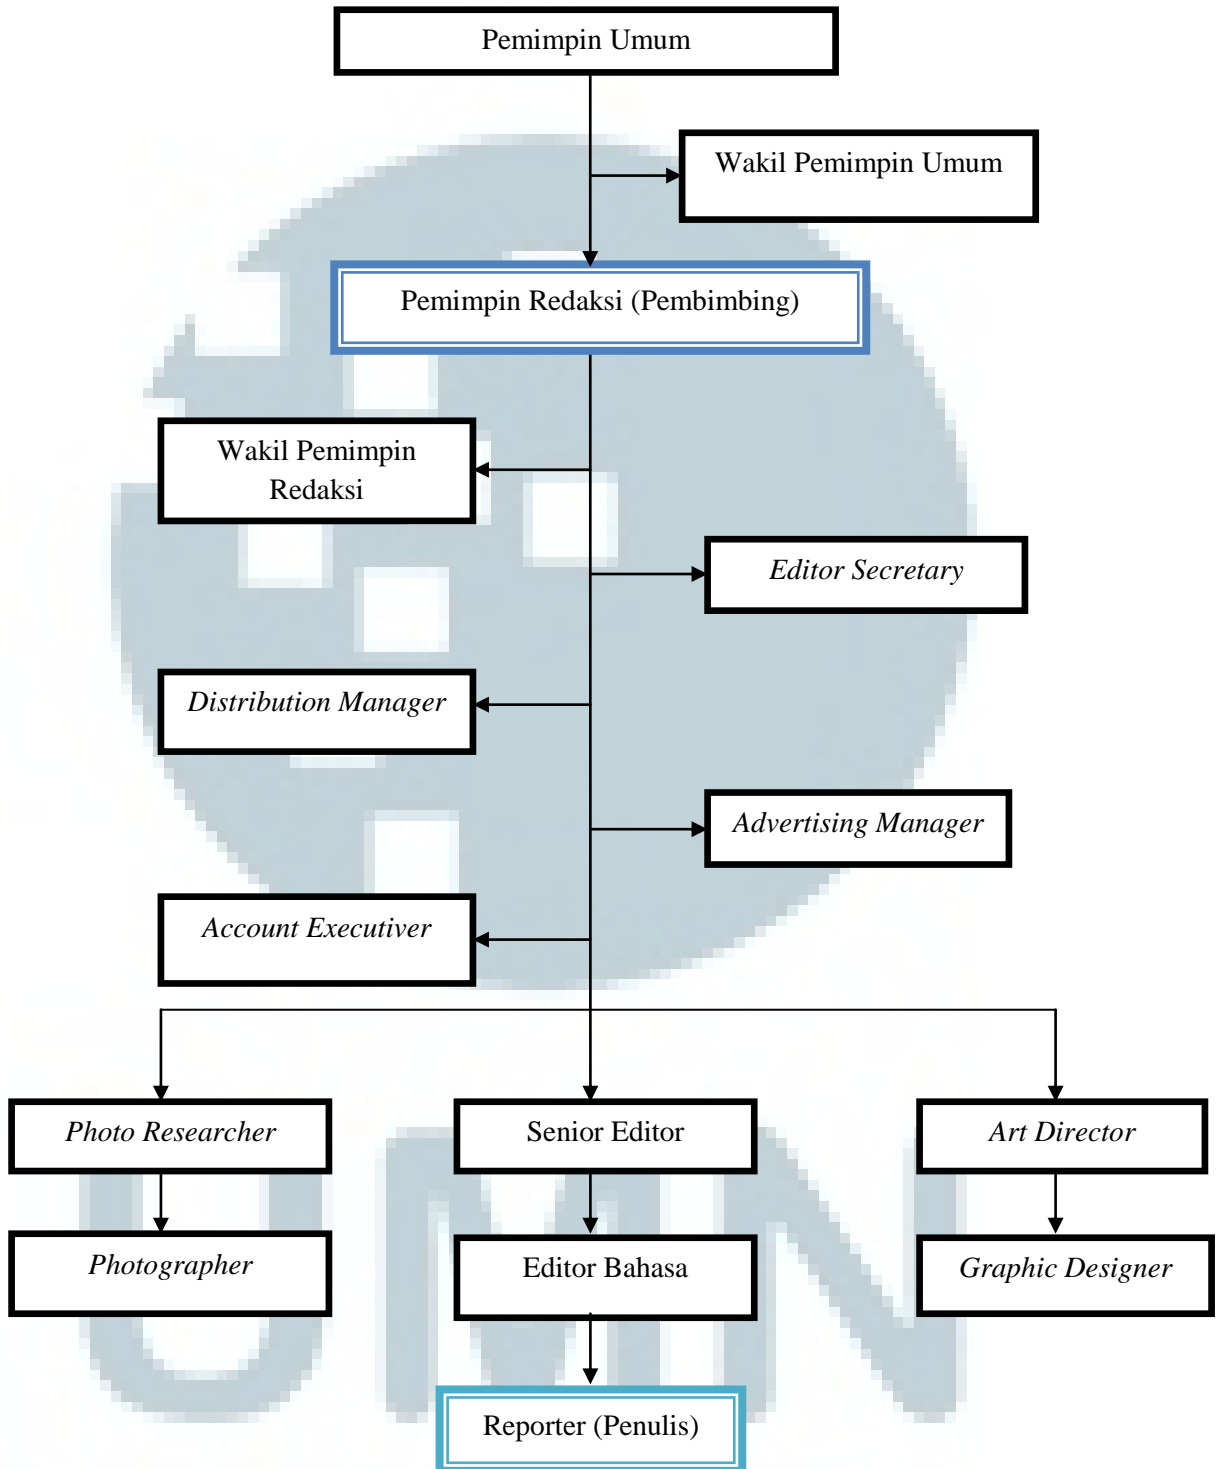 Pemimpin Umum
Wakil Pemimpin Umum
Pemimpin Redaksi (Pembimbing)
Wakil Pemimpin
Redaksi
Editor Secretary
Distribution Manager
Advertising Manager
Account Executiver
Photo Researcher
Senior Editor
Art Director
Photographer
Editor Bahasa
Graphic Designer
Reporter (Penulis)
UMN